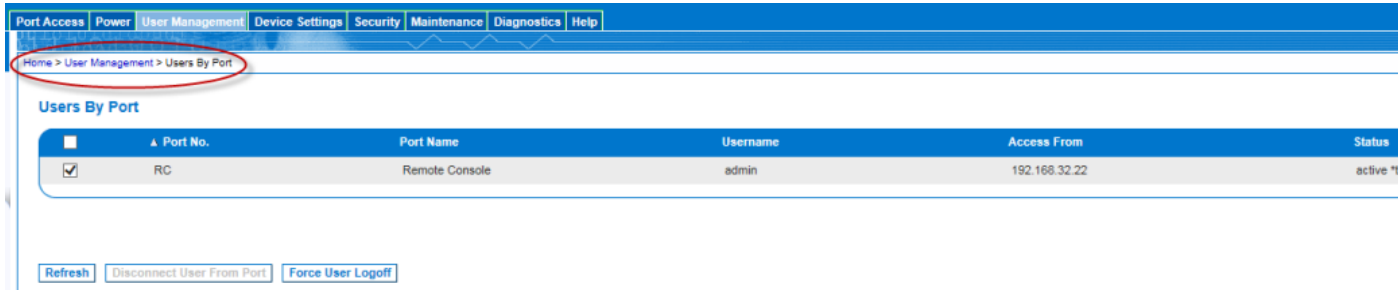 Port Access Power User Management Device Settings Security Maintenance Diagnostics Help
Home > User Management > Users By Port
Users By Port
▲ Port No. Port Name Username Access From Status
RC Remote Console admin 192.168.32.22 active *t
Refresh Disconnect User From Port Force User Logoff